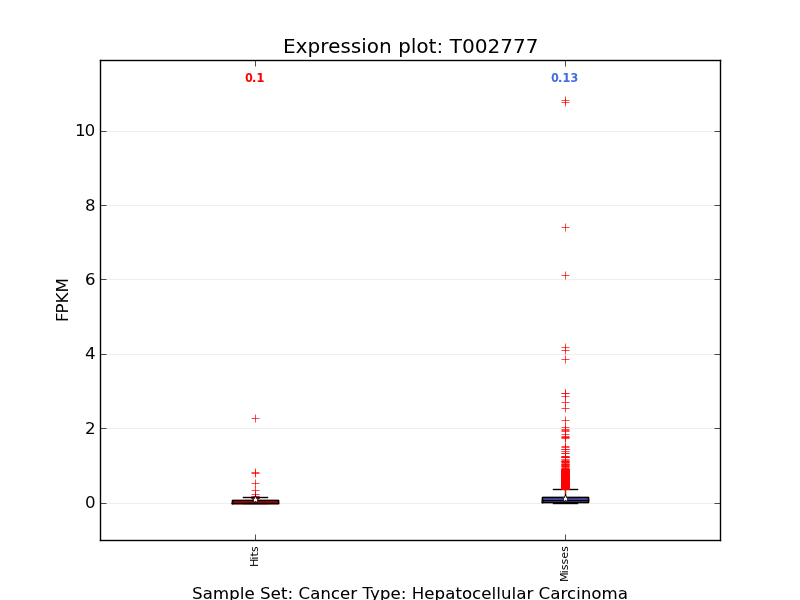 Expression plot: T002777
0.1
0.13
10
8
6
4
2
0
FPKM
Hits
Misses
Sample Set: Cancer Type: Hepatocellular Carcinoma